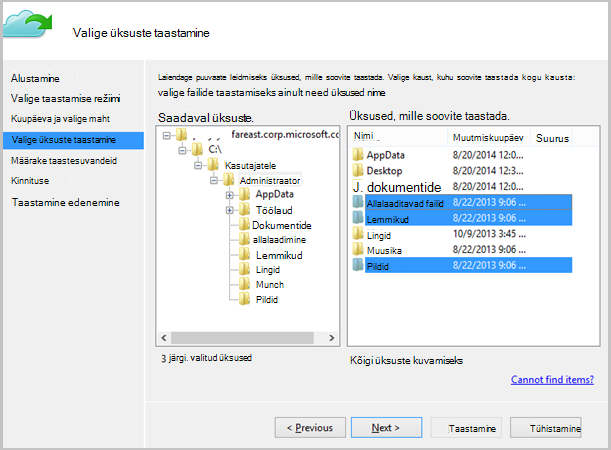 Valige üksuste taastamine
Alustamine
Valige taastamise režiimi
Kuupäeva ja valige maht
Valige üksuste taastamine
Määrake taastesuvandeid
Kinnituse
Taastamine edenemine
Laiendage puuvaate leidmiseks üksused, mille soovite taastada. Valige kaust, kuhu soovite taastada kogu kausta:
valige failide taastamiseks ainult need üksused nime
Saadaval üksuste.
fareast.corp.microsoft.co
C:\
Kasutajatele
Administraator
AppData
Töölaud
Dokumentide
allalaadimine
Lemmikud
Lingid
Munch
Pildid
3 järgi. valitud üksused
Üksused, mille soovite taastada.
Nimi Muutmiskuupäev Suurus
AppData 8/20/2014 12:0...
Desktop 8/20/2014 12:3...
J. dokumentide 8/20/2014 12:0...
Allalaaditavad failid 8/22/2013 9:06 ...
Lemmikud 8/22/2013 9:06 ...
Lingid 10/9/2013 3:45 ...
Muusika 8/22/2013 9:06 ...
Pildid 8/22/2013 9:06 ...
Kõigi üksuste kuvamiseks
Cannot find items?
< Previous Next > Taastamine Tühistamine